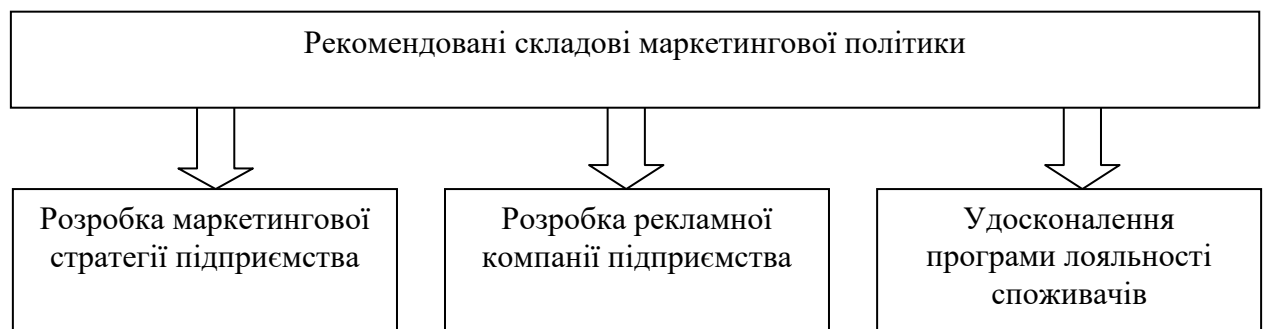 Рекомендовані складові маркетингової політики
Розробка маркетингової
стратегії підприємства
Розробка рекламної
компанії підприємства
Удосконалення
програми лояльності
споживачів